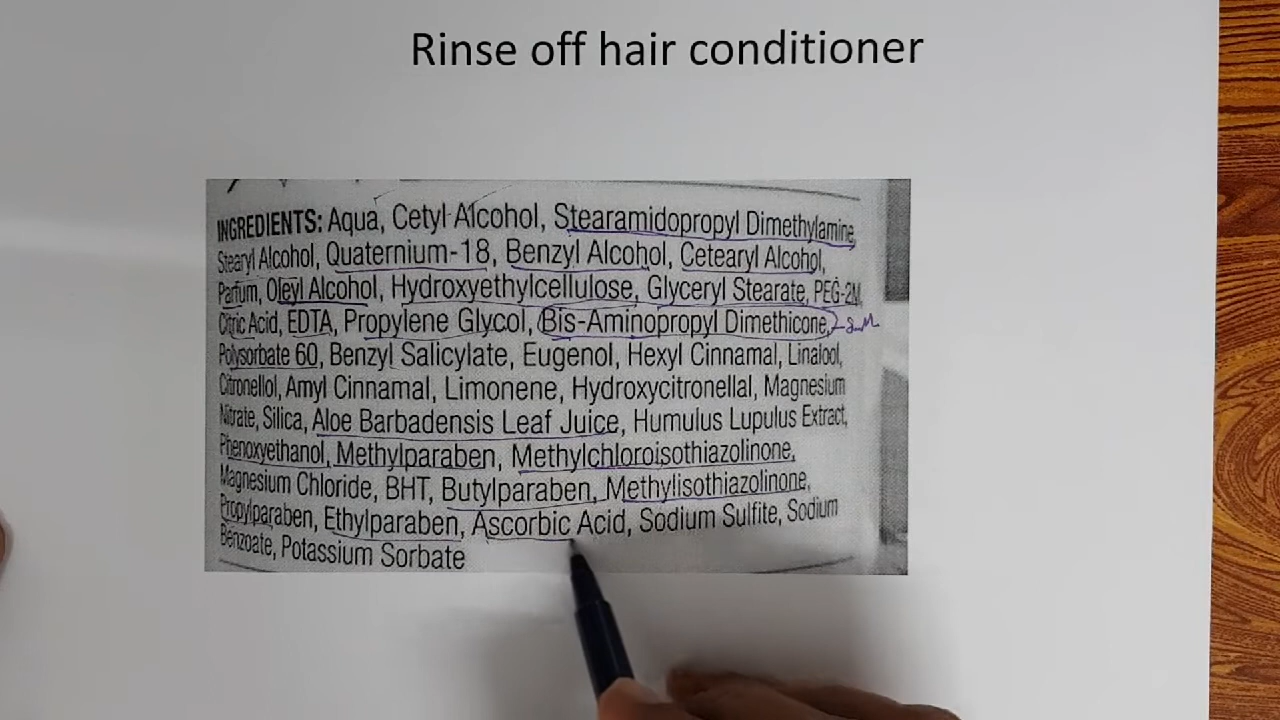 Rinse off hair conditioner
INGREDIENTS: Aqua, Cetyl Alcohol, Stearamidopropyl Dimethylamine,
Stearyl Alcohol, Quaternium-18, Benzyl Alcohol, Cetearyl Alcohol,
Parfum, Oleyl Alcohol, Hydroxyethylcellulose, Glyceryl Stearate, PEG-2M,
Citric Acid, EDTA, Propylene Glycol, Bis-Aminopropyl Dimethicone,
Polysorbate 60, Benzyl Salicylate, Eugenol, Hexyl Cinnamal, Linalool,
Citronellol, Amyl Cinnamal, Limonene, Hydroxycitronellal, Magnesium
Nitrate, Silica, Aloe Barbadensis Leaf Juice, Humulus Lupulus Extract,
Phenoxyethanol, Methylparaben, Methylchloroisothiazolinone,
Magnesium Chloride, BHT, Butylparaben, Methylisothiazolinone,
Propylparaben, Ethylparaben, Ascorbic Acid, Sodium Sulfite, Sodium
Benzoate, Potassium Sorbate